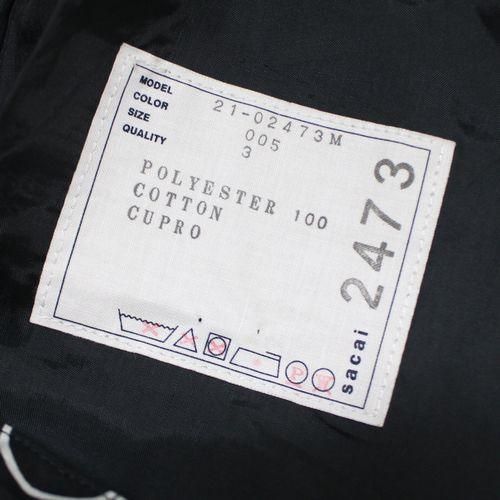 MODEL 21-02473M
COLOR 005
SIZE 3
QUALITY
POLYESTER 100
COTTON
CUPRO
P W
sacai 2473